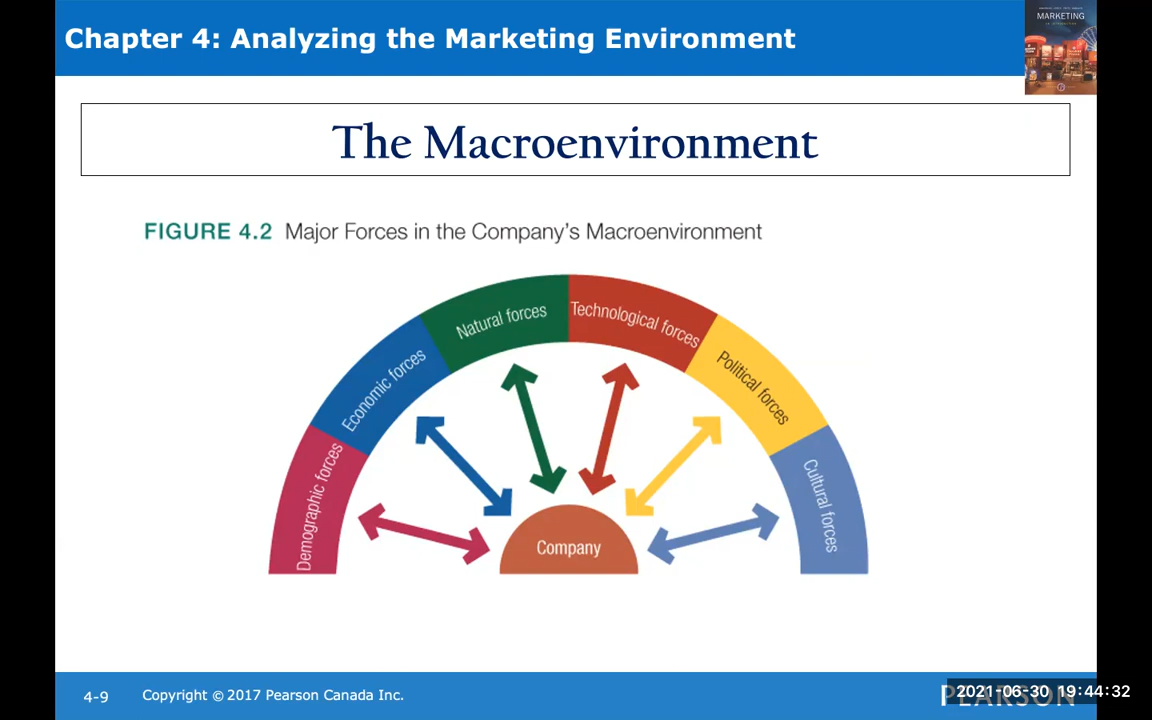 Chapter 4: Analyzing the Marketing Environment
MARKETING
The Macroenvironment
FIGURE 4.2 Major Forces in the Company's Macroenvironment
Demographic forces
Economic forces
Natural forces
Technological forces
Political forces
Cultural forces
Company
4-9
Copyright © 2017 Pearson Canada Inc.
PEARSON
2021-06-30 19:44:32